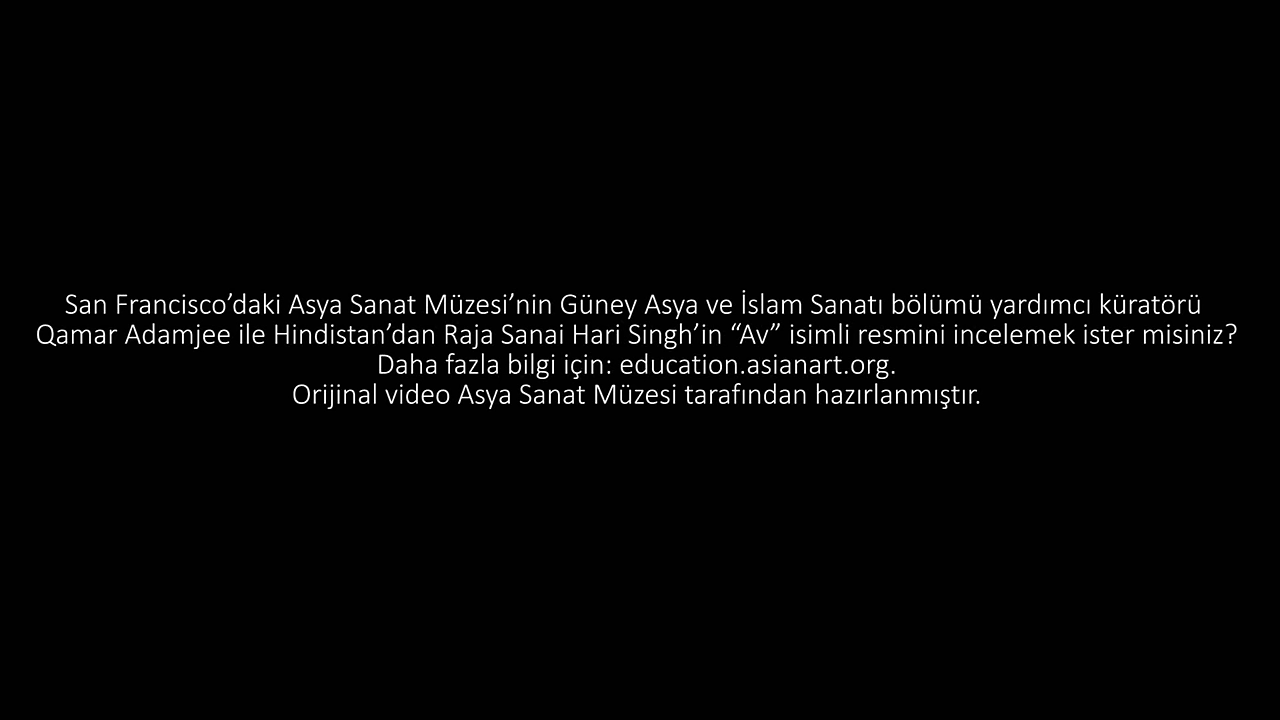 San Francisco’daki Asya Sanat Müzesi’nin Güney Asya ve İslam Sanatı bölümü yardımcı küratörü
Qamar Adamjee ile Hindistan’dan Raja Sanai Hari Singh’in “Av” isimli resmini incelemek ister misiniz?
Daha fazla bilgi için: education.asianart.org.
Orijinal video Asya Sanat Müzesi tarafından hazırlanmıştır.